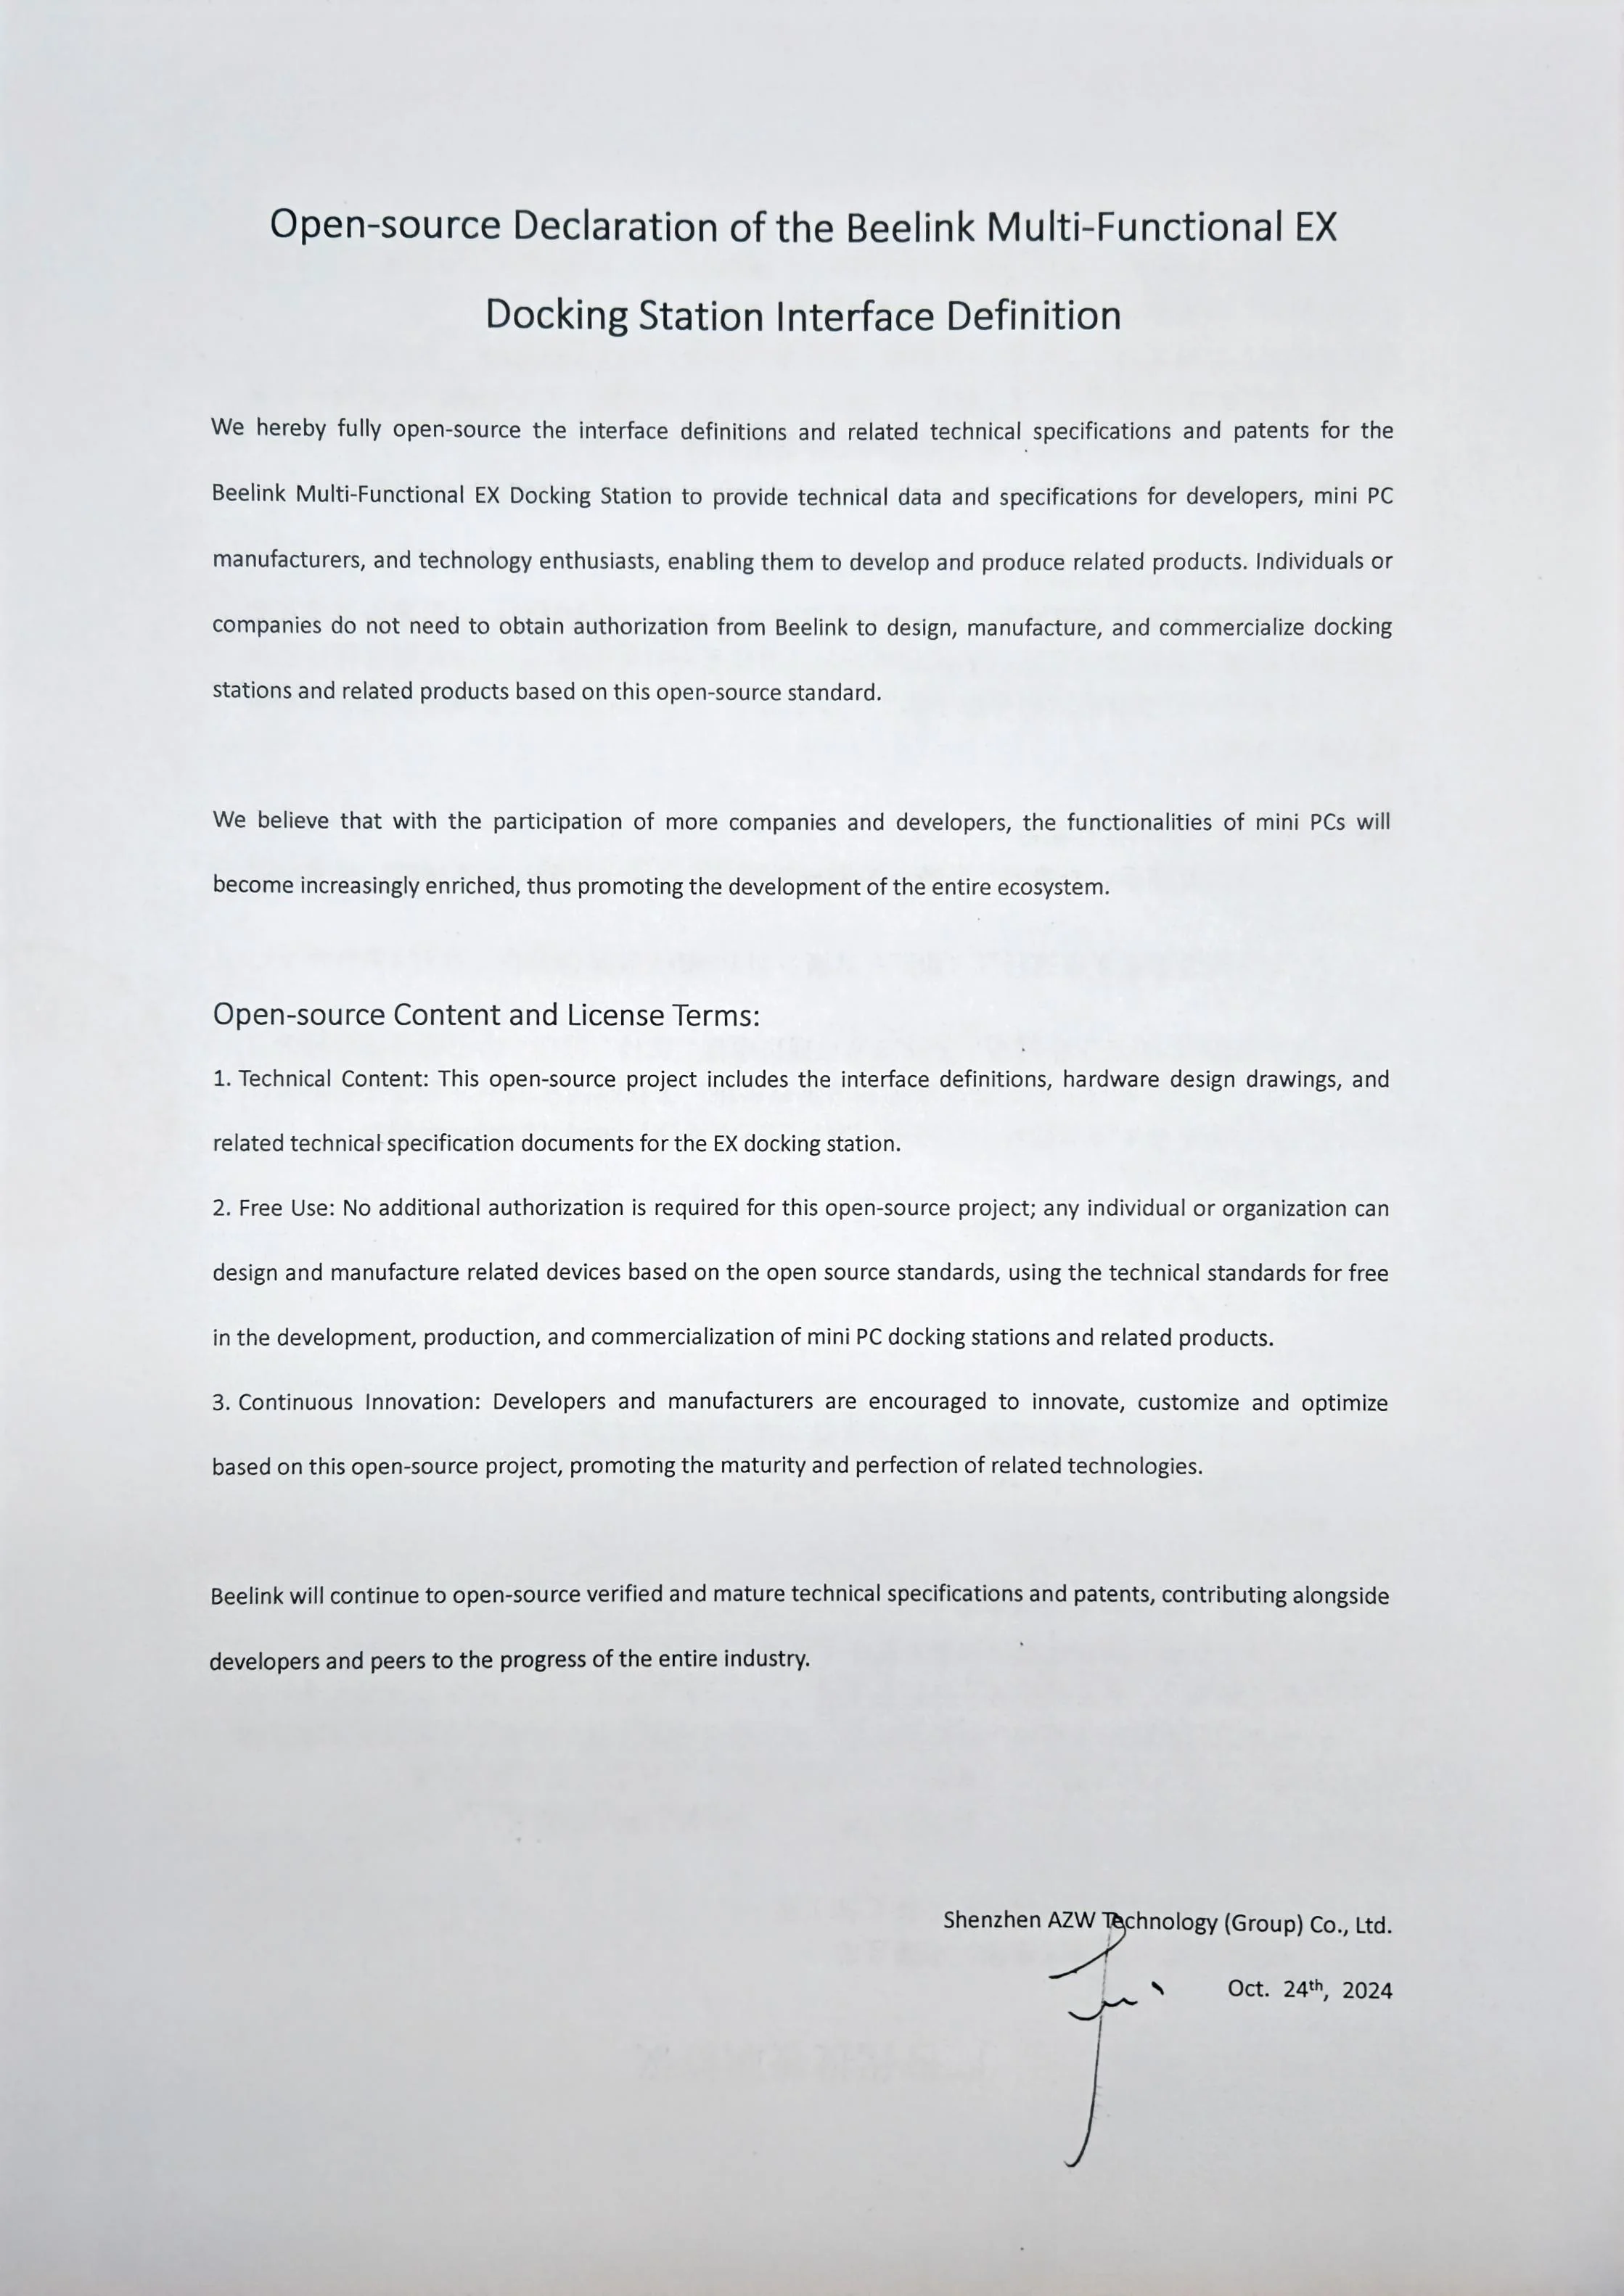 Open-source Declaration of the Beelink Multi-Functional EX
Docking Station Interface Definition
We hereby fully open-source the interface definitions and related technical specifications and patents for the
Beelink Multi-Functional EX Docking Station to provide technical data and specifications for developers, mini PC
manufacturers, and technology enthusiasts, enabling them to develop and produce related products. Individuals or
companies do not need to obtain authorization from Beelink to design, manufacture, and commercialize docking
stations and related products based on this open-source standard.
We believe that with the participation of more companies and developers, the functionalities of mini PCs will
become increasingly enriched, thus promoting the development of the entire ecosystem.
Open-source Content and License Terms:
1. Technical Content: This open-source project includes the interface definitions, hardware design drawings, and
related technical specification documents for the EX docking station.
2. Free Use: No additional authorization is required for this open-source project; any individual or organization can
design and manufacture related devices based on the open source standards, using the technical standards for free
in the development, production, and commercialization of mini PC docking stations and related products.
3. Continuous Innovation: Developers and manufacturers are encouraged to innovate, customize and optimize
based on this open-source project, promoting the maturity and perfection of related technologies.
Beelink will continue to open-source verified and mature technical specifications and patents, contributing alongside
developers and peers to the progress of the entire industry.
Shenzhen AZW Technology (Group) Co., Ltd.
Oct. 24th, 2024